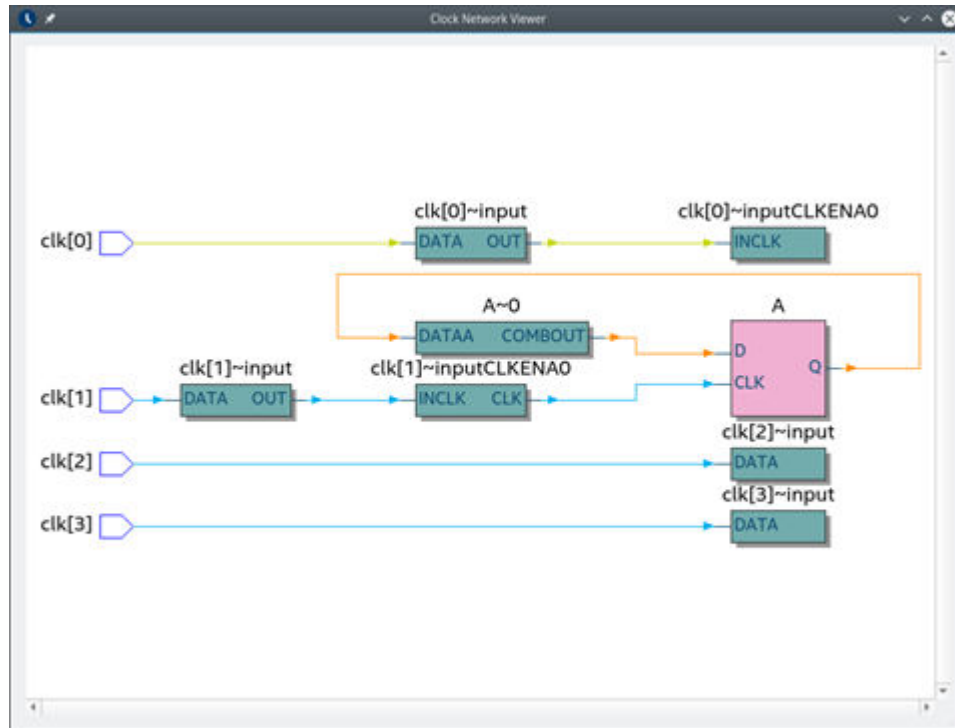 Clock Network Viewer
clk[0]~input
clk[0]~inputCLKENA0
clk[0]
DATA OUT
INCLK
A~0
A
DATAA COMBOUT
D
Q
clk[1]~input
clk[1]~inputCLKENA0
CLK
clk[1]
DATA OUT
INCLK CLK
clk[2]~input
clk[2]
DATA
clk[3]~input
clk[3]
DATA